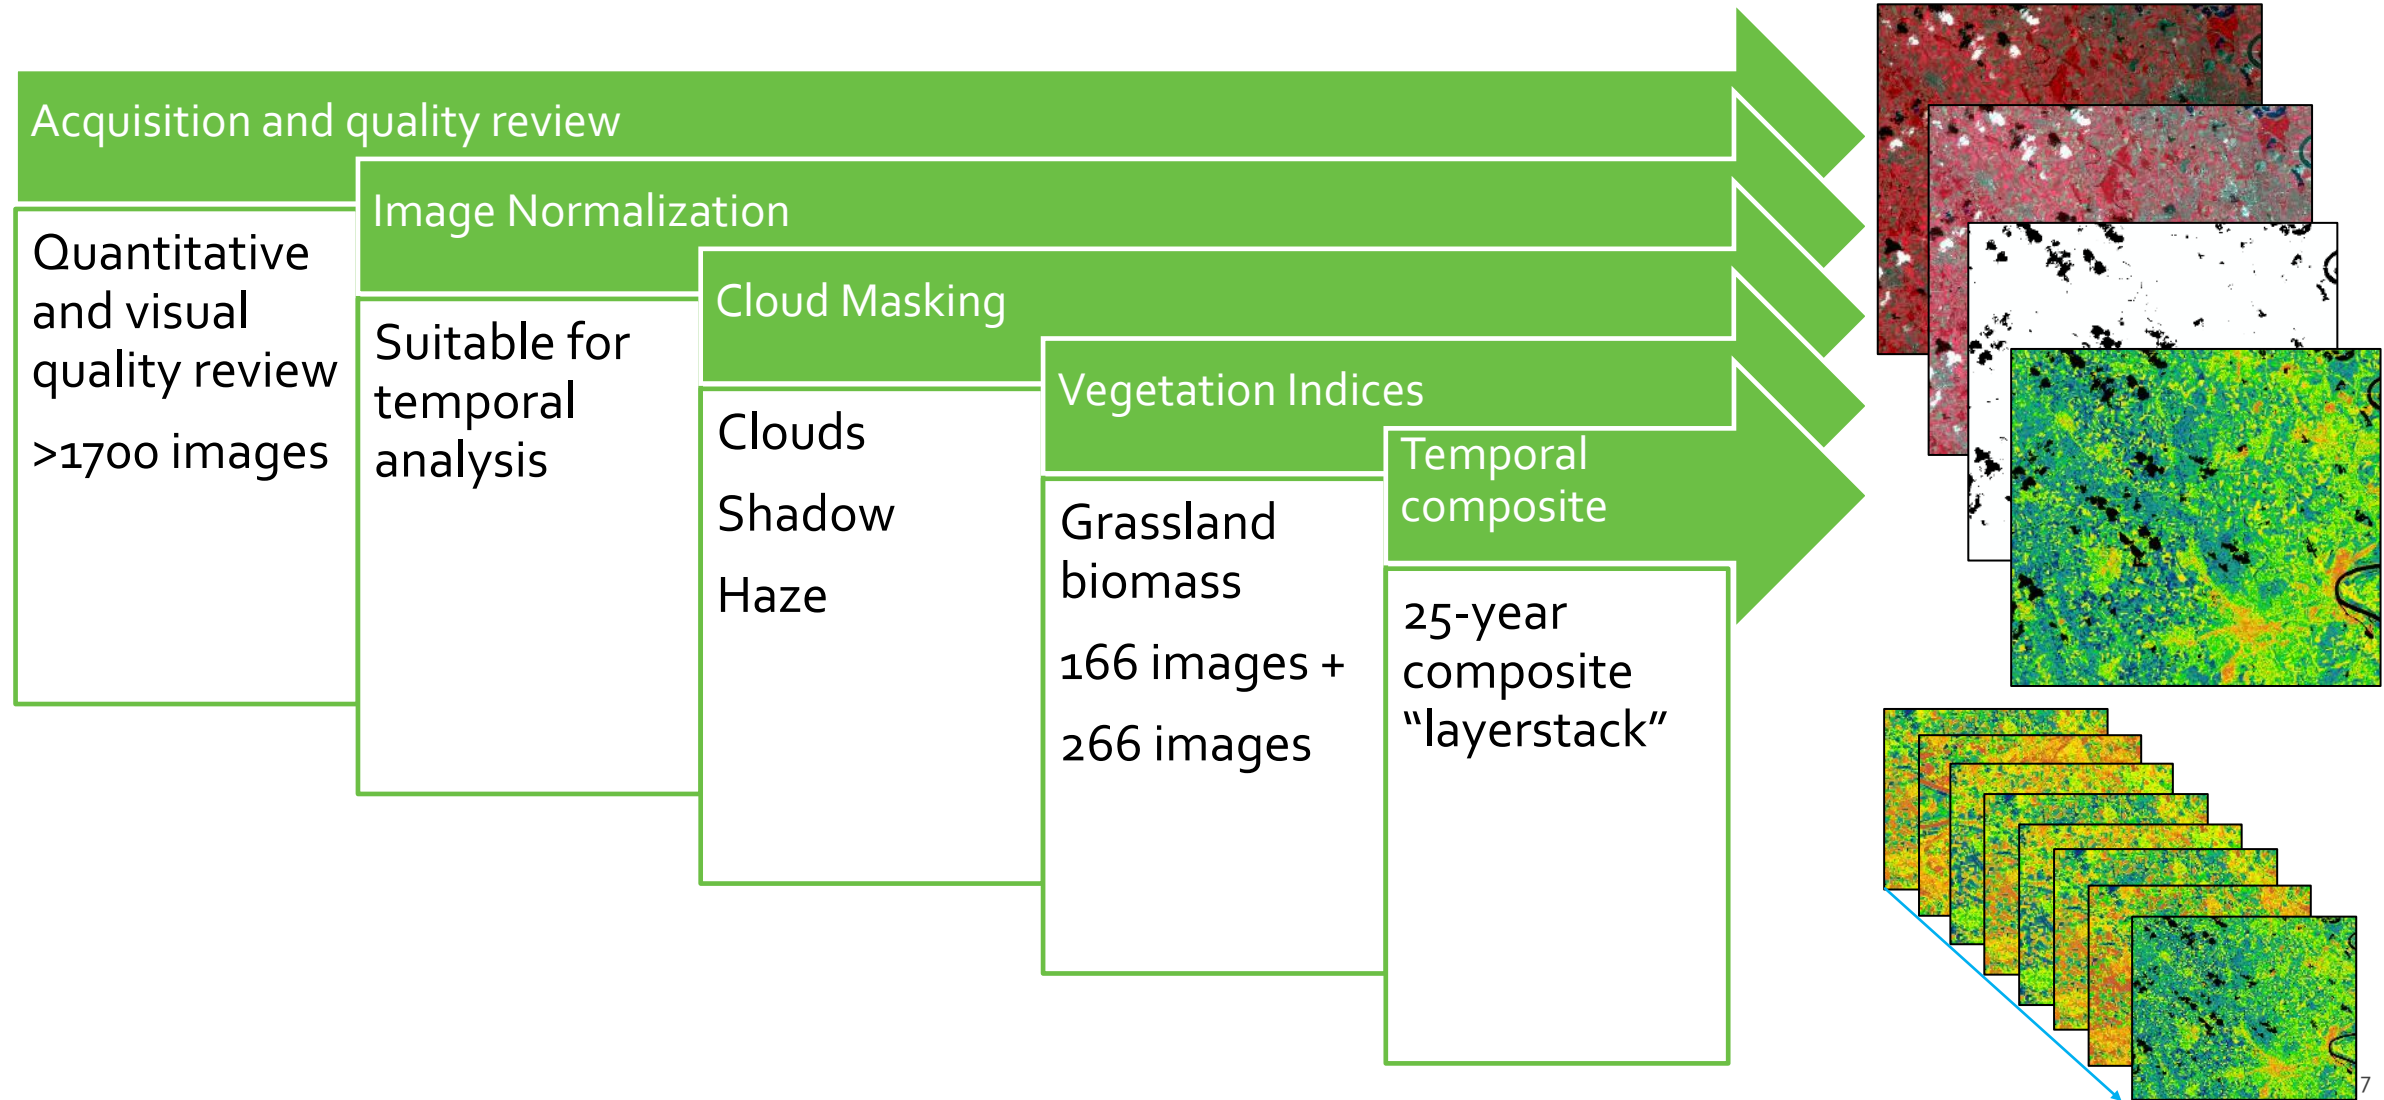 Acquisition and quality review
Quantitative
and visual
quality review
>1700 images
Image Normalization
Suitable for
temporal
analysis
Cloud Masking
Clouds
Shadow
Haze
Vegetation Indices
Grassland
biomass
166 images +
266 images
Temporal
composite
25-year
composite
“layerstack”
7